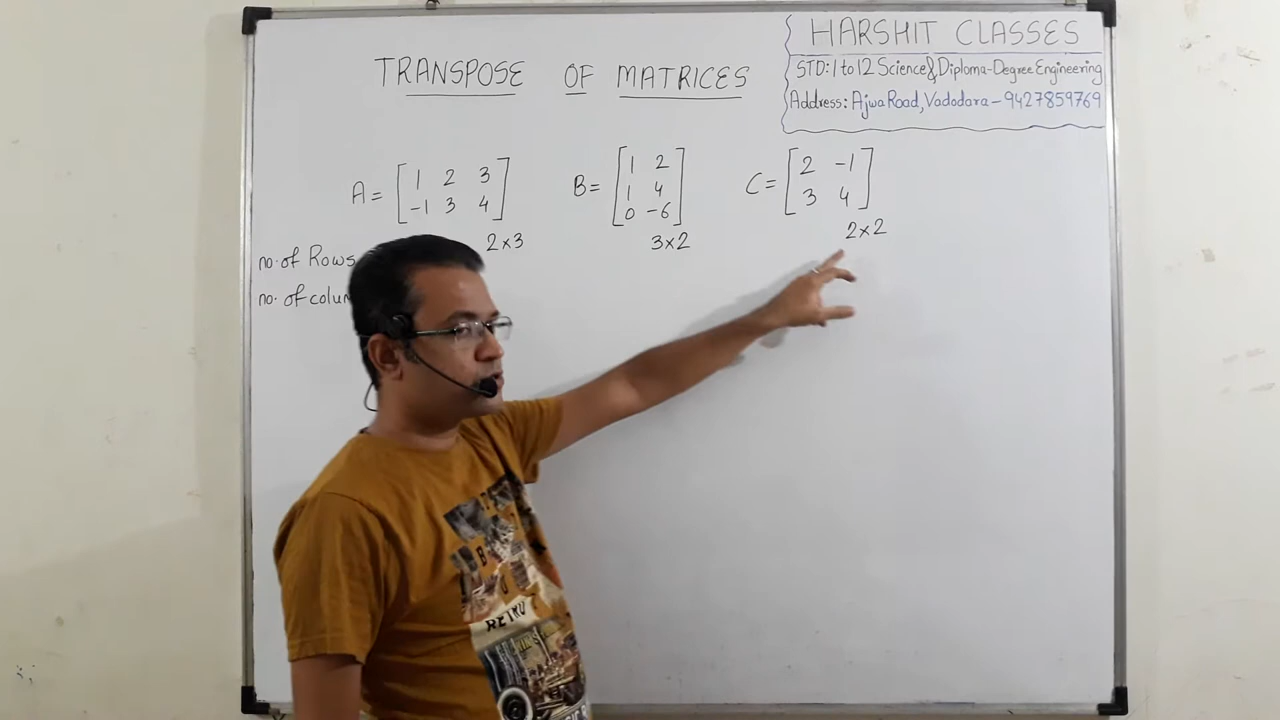 TRANSPOSE OF MATRICES
HARSHIT CLASSES
STD: 1 to 12 Science & Diploma-Degree Engineering
Address: Ajwa Road, Vadodara - 9427859769
A = [1 2 3
-1 3 4] 2×3
B = [1 2
1 4
0 -6] 3×2
C = [2 -1
3 4] 2×2
no. of Rows
no. of
RETRO